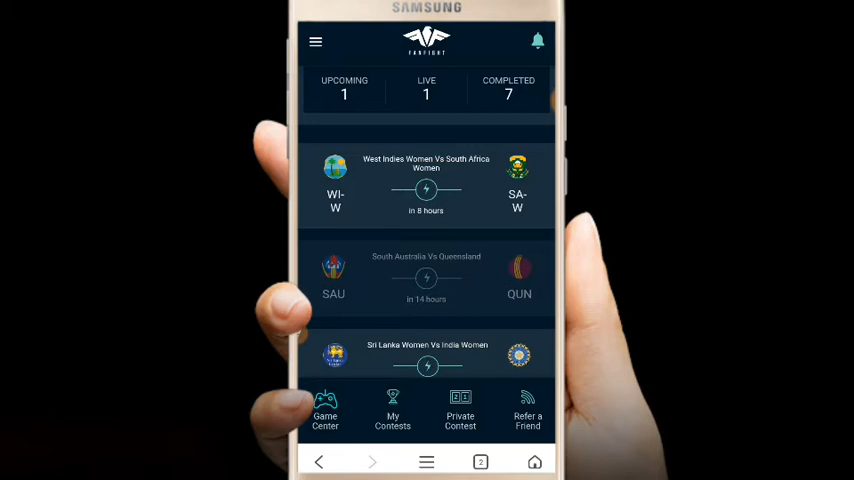 SAMSUNG
FANFIGHT
UPCOMING LIVE COMPLETED
1 1 7
West Indies Women Vs South Africa
Women
WI-
W
SA-
W
in 8 hours
South Australia Vs Queensland
SAU
QUN
in 14 hours
Sri Lanka Women Vs India Women
Game
Center
My
Contests
2 1
Private
Contest
Refer a
Friend
2